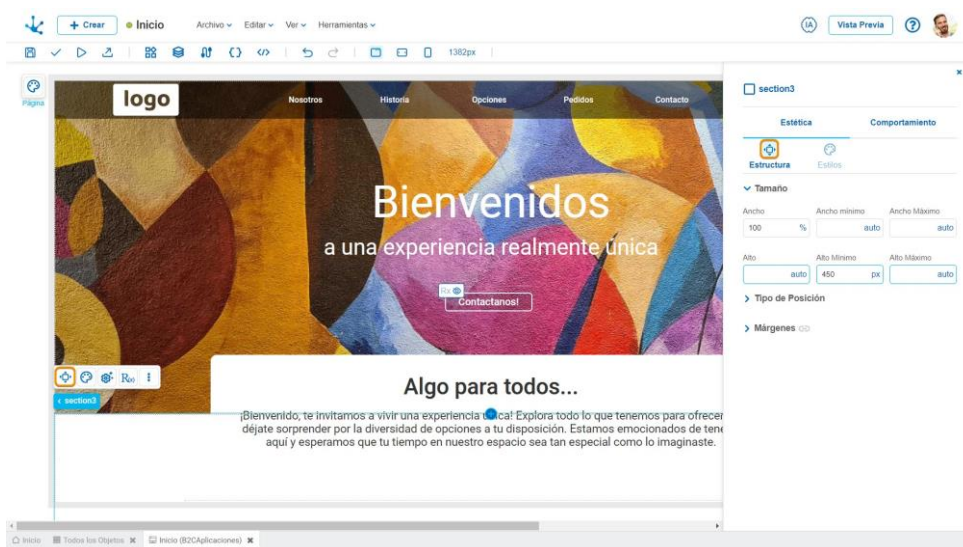 + Crear
Inicio
Archivo
Editar
Ver
Herramientas
IA
Vista Previa
?
1382px
Página
logo
Nosotros
Historia
Opciones
Pedidos
Contacto
Bienvenidos
a una experiencia realmente única
Rx
Contactanos!
section3
Algo para todos...
¡Bienvenido, te invitamos a vivir una experiencia única! Explora todo lo que tenemos para ofrecer
déjate sorprender por la diversidad de opciones a tu disposición. Estamos emocionados de tene
aquí y esperamos que tu tiempo en nuestro espacio sea tan especial como lo imaginaste.
section3
Estética
Comportamiento
Estructura
Estilos
Tamaño
Ancho
Ancho mínimo
Ancho Máximo
100 %
auto
auto
Alto
Alto Mínimo
Alto Máximo
auto
450 px
auto
Tipo de Posición
Márgenes
Inicio
Todos los Objetos
Inicio (B2CAplicaciones)